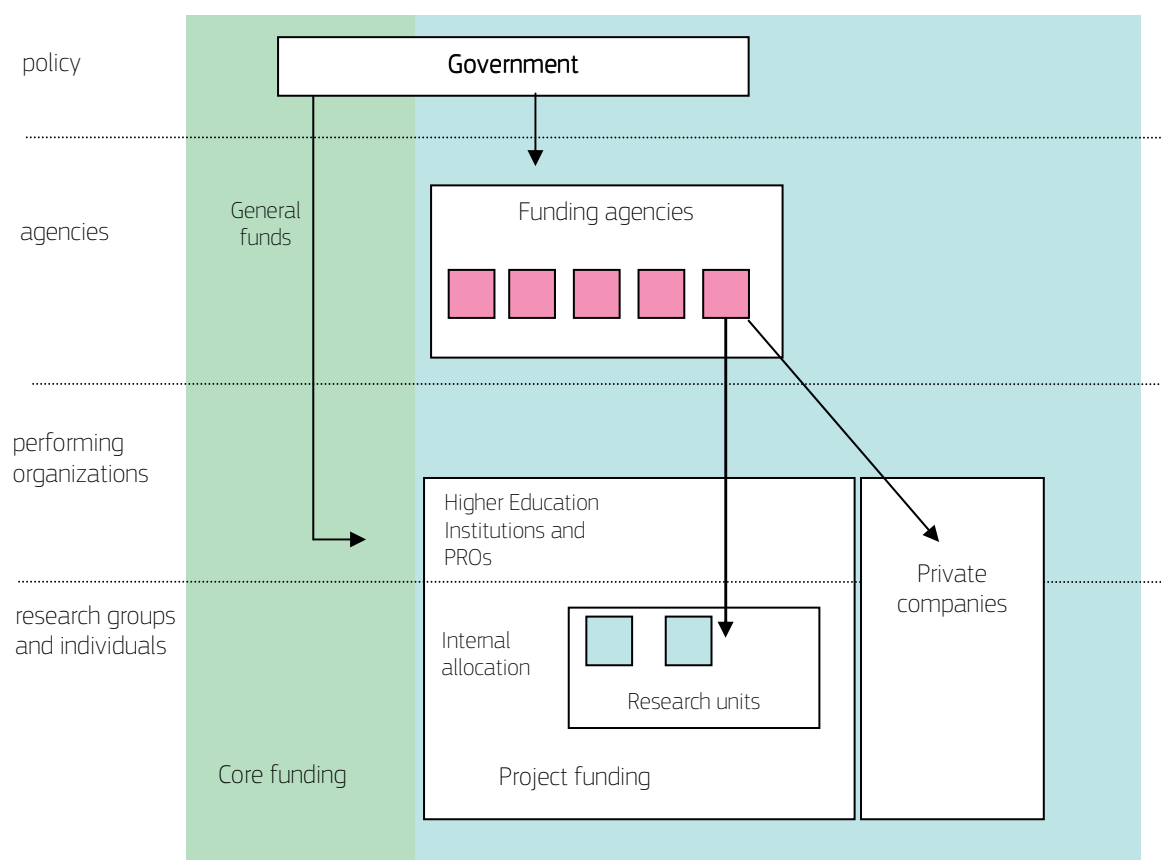 policy
Government
agencies
General
funds
Funding agencies
performing
organizations
Higher Education
Institutions and
PROs
Private
companies
research groups
and individuals
Internal
allocation
Research units
Core funding
Project funding